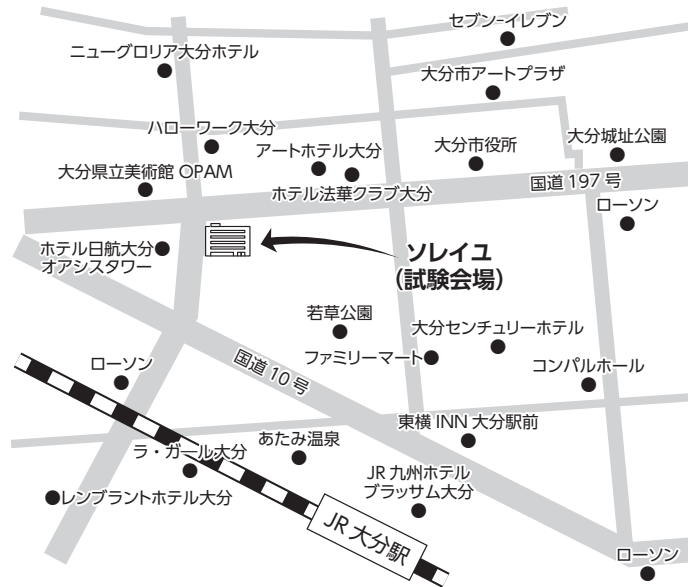 セブン-イレブン
ニューグロリア大分ホテル
大分市アートプラザ
ハローワーク大分
アートホテル大分
大分市役所
大分城址公園
大分県立美術館 OPAM
ホテル法華クラブ大分
国道 197 号
ローソン
ホテル日航大分
オアシスタワー
ソレイユ
(試験会場)
若草公園
大分センチュリーホテル
ファミリーマート
コンパルホール
ローソン
国道 10 号
東横 INN 大分駅前
あたみ温泉
ラ・ガール大分
JR 九州ホテル
ブラッサム大分
レンブラントホテル大分
JR 大分駅
ローソン